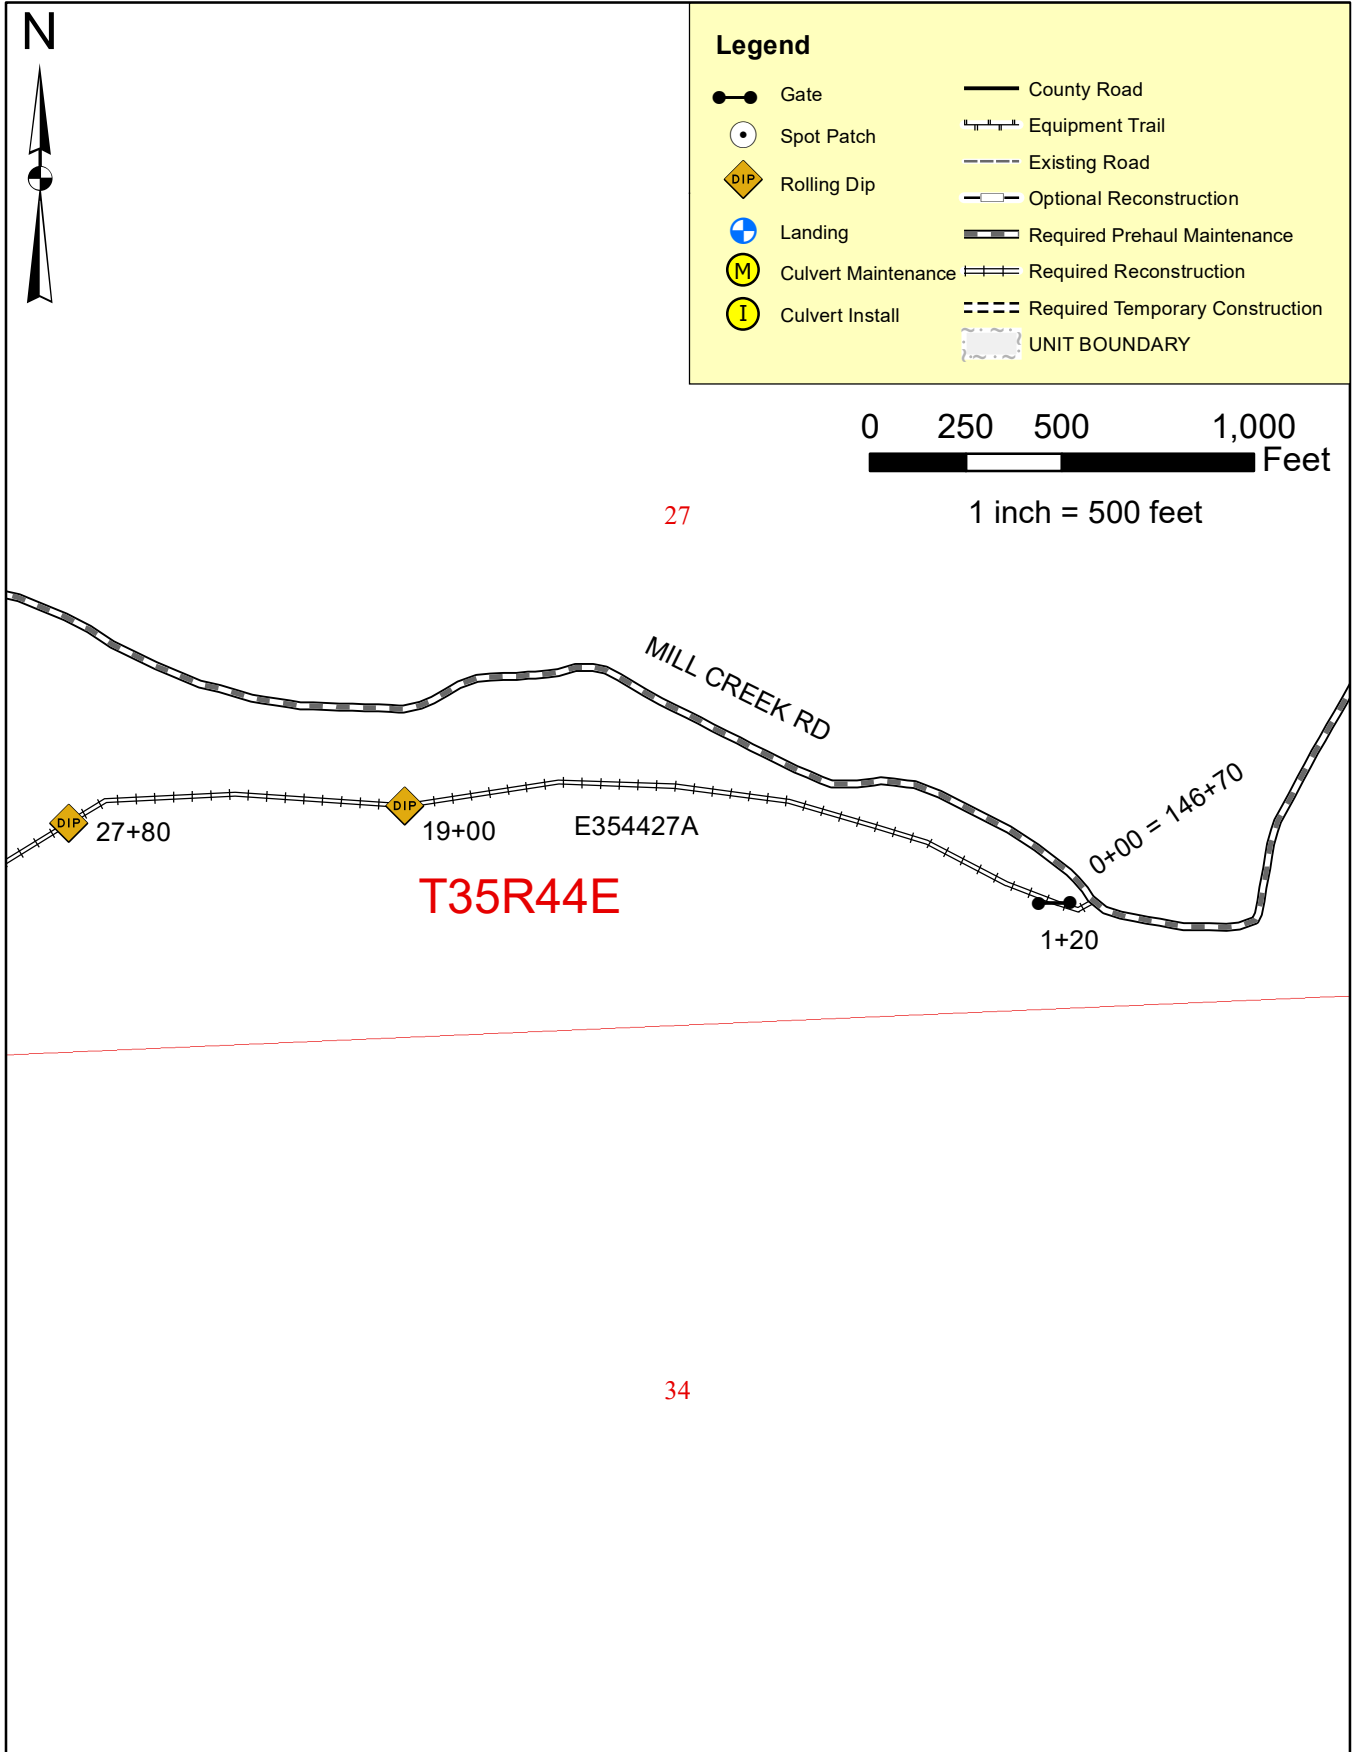 N
Legend
Gate
Spot Patch
DIP
Rolling Dip
Landing
M
Culvert Maintenance
I
Culvert Install
County Road
Equipment Trail
Existing Road
Optional Reconstruction
Required Prehaul Maintenance
Required Reconstruction
Required Temporary Construction
UNIT BOUNDARY
0 250 500 1,000
Feet
1 inch = 500 feet
27
MILL CREEK RD
0+00 = 146+70
DIP
27+80
DIP
19+00
E354427A
T35R44E
1+20
34